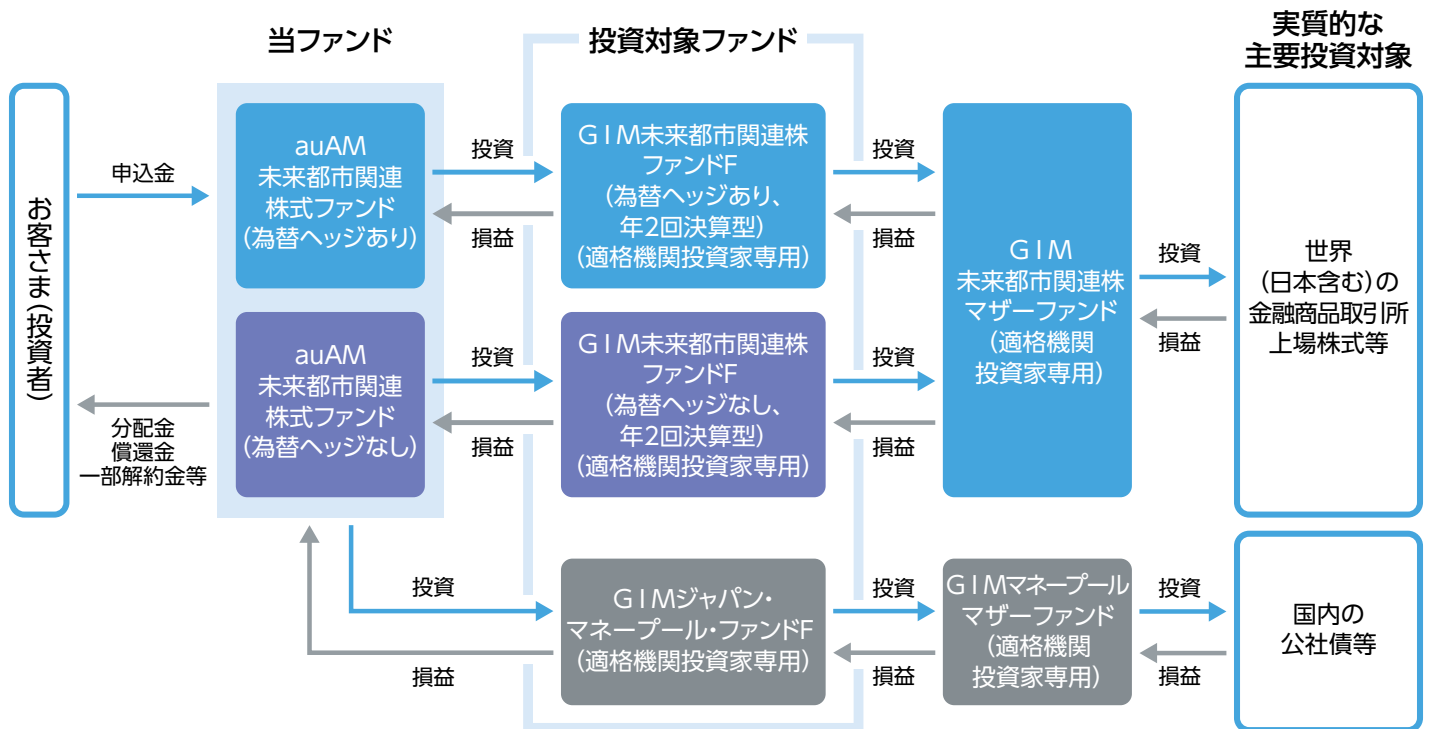 当ファンド
投資対象ファンド
実質的な
主要投資対象
お客さま(投資者)
申込金
分配金
償還金
一部解約金等
auAM
未来都市関連
株式ファンド
(為替ヘッジあり)
投資
損益
GIM未来都市関連株
ファンドF
(為替ヘッジあり、
年2回決算型)
(適格機関投資家専用)
投資
損益
auAM
未来都市関連
株式ファンド
(為替ヘッジなし)
投資
損益
GIM未来都市関連株
ファンドF
(為替ヘッジなし、
年2回決算型)
(適格機関投資家専用)
投資
損益
GIM
未来都市関連株
マザーファンド
(適格機関
投資家専用)
投資
損益
世界
(日本含む)の
金融商品取引所
上場株式等
投資
損益
GIMジャパン・
マネープール・ファンドF
(適格機関投資家専用)
投資
損益
GIMマネープール
マザーファンド
(適格機関
投資家専用)
投資
損益
国内の
公社債等